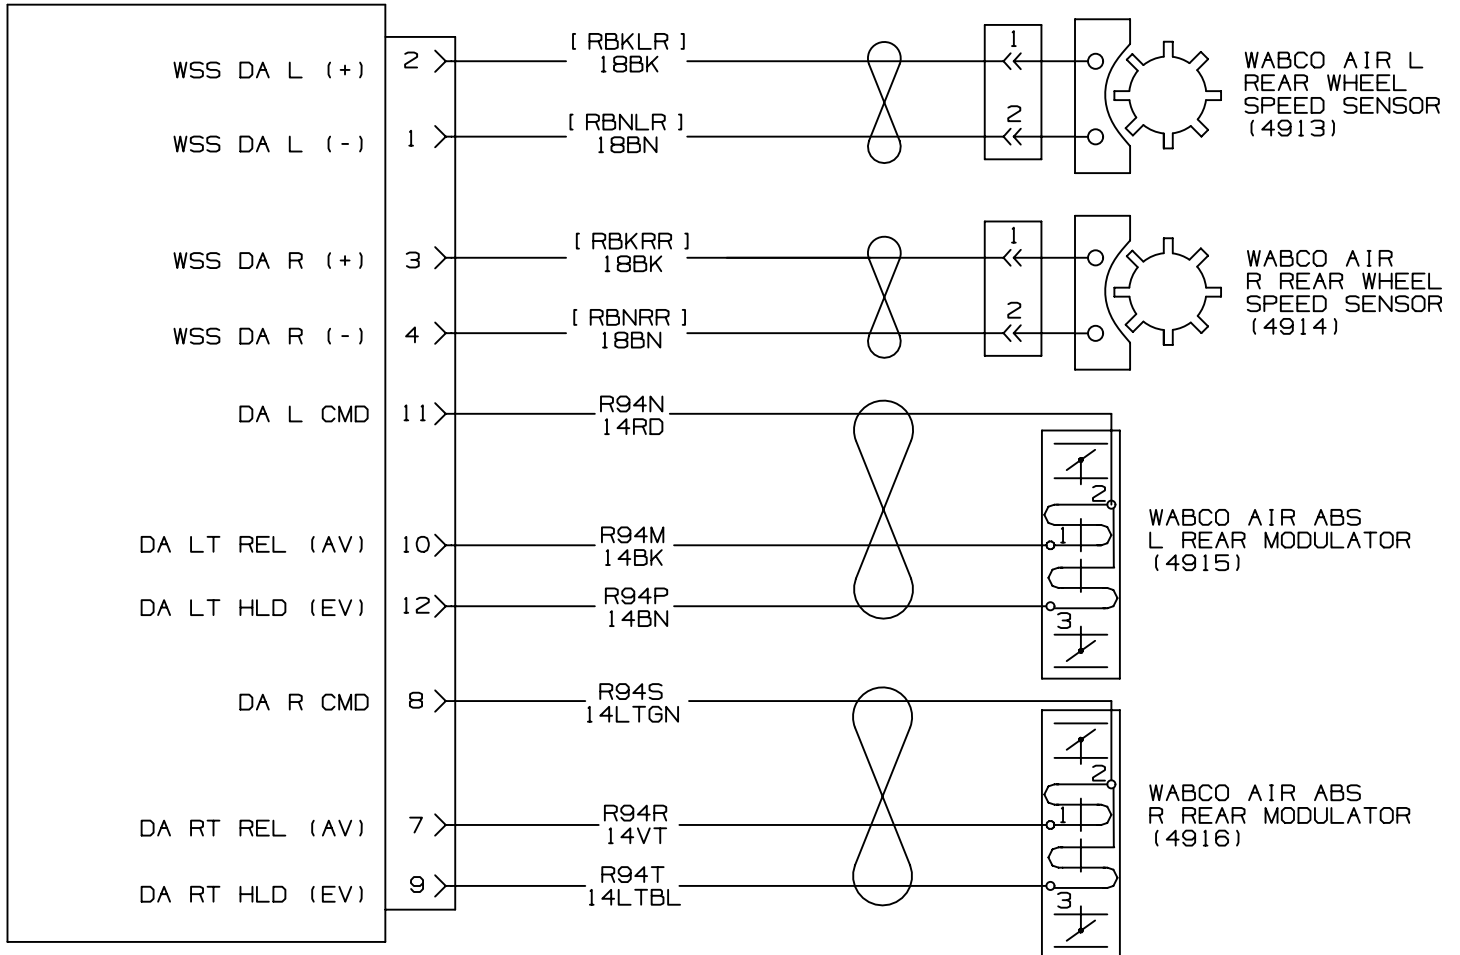 WSS DA L (+)
2
[ RBKLR ]
18BK
1
WABCO AIR L
REAR WHEEL
SPEED SENSOR
(4913)
WSS DA L (-)
1
[ RBNLR ]
18BN
2
WSS DA R (+)
3
[ RBKRR ]
18BK
1
WABCO AIR
R REAR WHEEL
SPEED SENSOR
(4914)
WSS DA R (-)
4
[ RBNRR ]
18BN
2
DA L CMD
11
R94N
14RD
2
DA LT REL (AV)
10
R94M
14BK
1
WABCO AIR ABS
L REAR MODULATOR
(4915)
DA LT HLD (EV)
12
R94P
14BN
3
DA R CMD
8
R94S
14LTGN
2
DA RT REL (AV)
7
R94R
14VT
1
WABCO AIR ABS
R REAR MODULATOR
(4916)
DA RT HLD (EV)
9
R94T
14LTBL
3